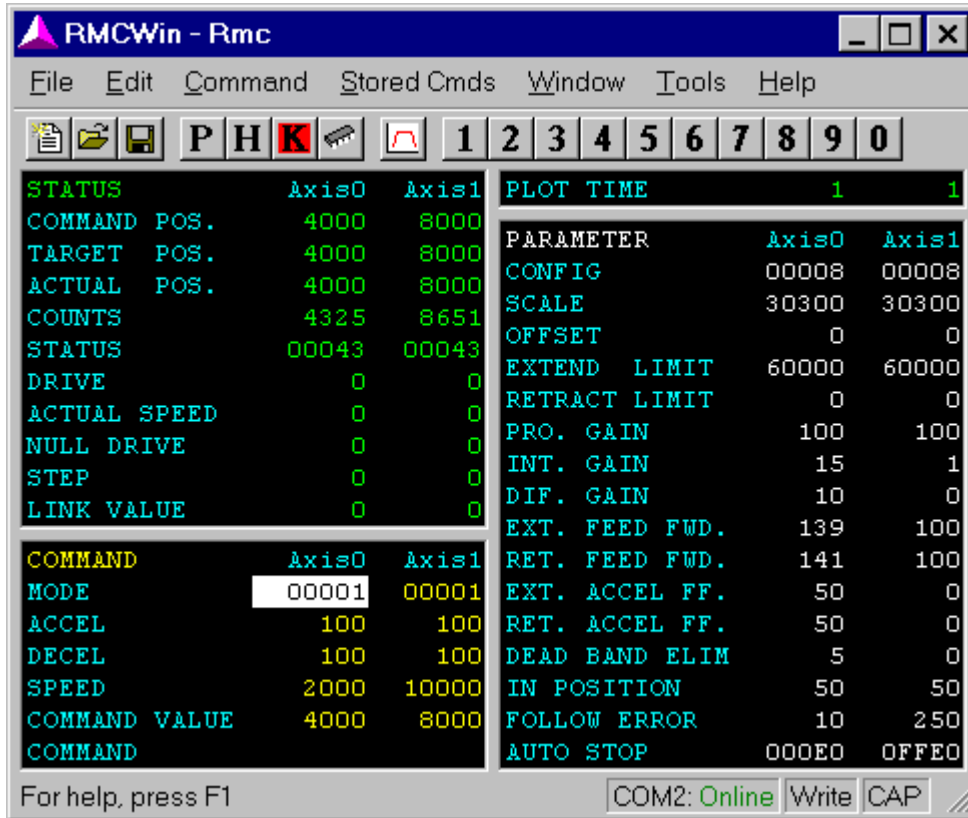 RMCWin - Rmc
File Edit Command Stored Cmds Window Tools Help
P H K 1 2 3 4 5 6 7 8 9 0
STATUS Axis0 Axis1
COMMAND POS. 4000 8000
TARGET POS. 4000 8000
ACTUAL POS. 4000 8000
COUNTS 4325 8651
STATUS 00043 00043
DRIVE 0 0
ACTUAL SPEED 0 0
NULL DRIVE 0 0
STEP 0 0
LINK VALUE 0 0
COMMAND Axis0 Axis1
MODE 00001 00001
ACCEL 100 100
DECEL 100 100
SPEED 2000 10000
COMMAND VALUE 4000 8000
COMMAND
PLOT TIME 1 1
PARAMETER Axis0 Axis1
CONFIG 00008 00008
SCALE 30300 30300
OFFSET 0 0
EXTEND LIMIT 60000 60000
RETRACT LIMIT 0 0
PRO. GAIN 100 100
INT. GAIN 15 1
DIF. GAIN 10 0
EXT. FEED FWD. 139 100
RET. FEED FWD. 141 100
EXT. ACCEL FF. 50 0
RET. ACCEL FF. 50 0
DEAD BAND ELIM 5 0
IN POSITION 50 50
FOLLOW ERROR 10 250
AUTO STOP 000E0 0FFE0
For help, press F1
COM2: Online Write CAP